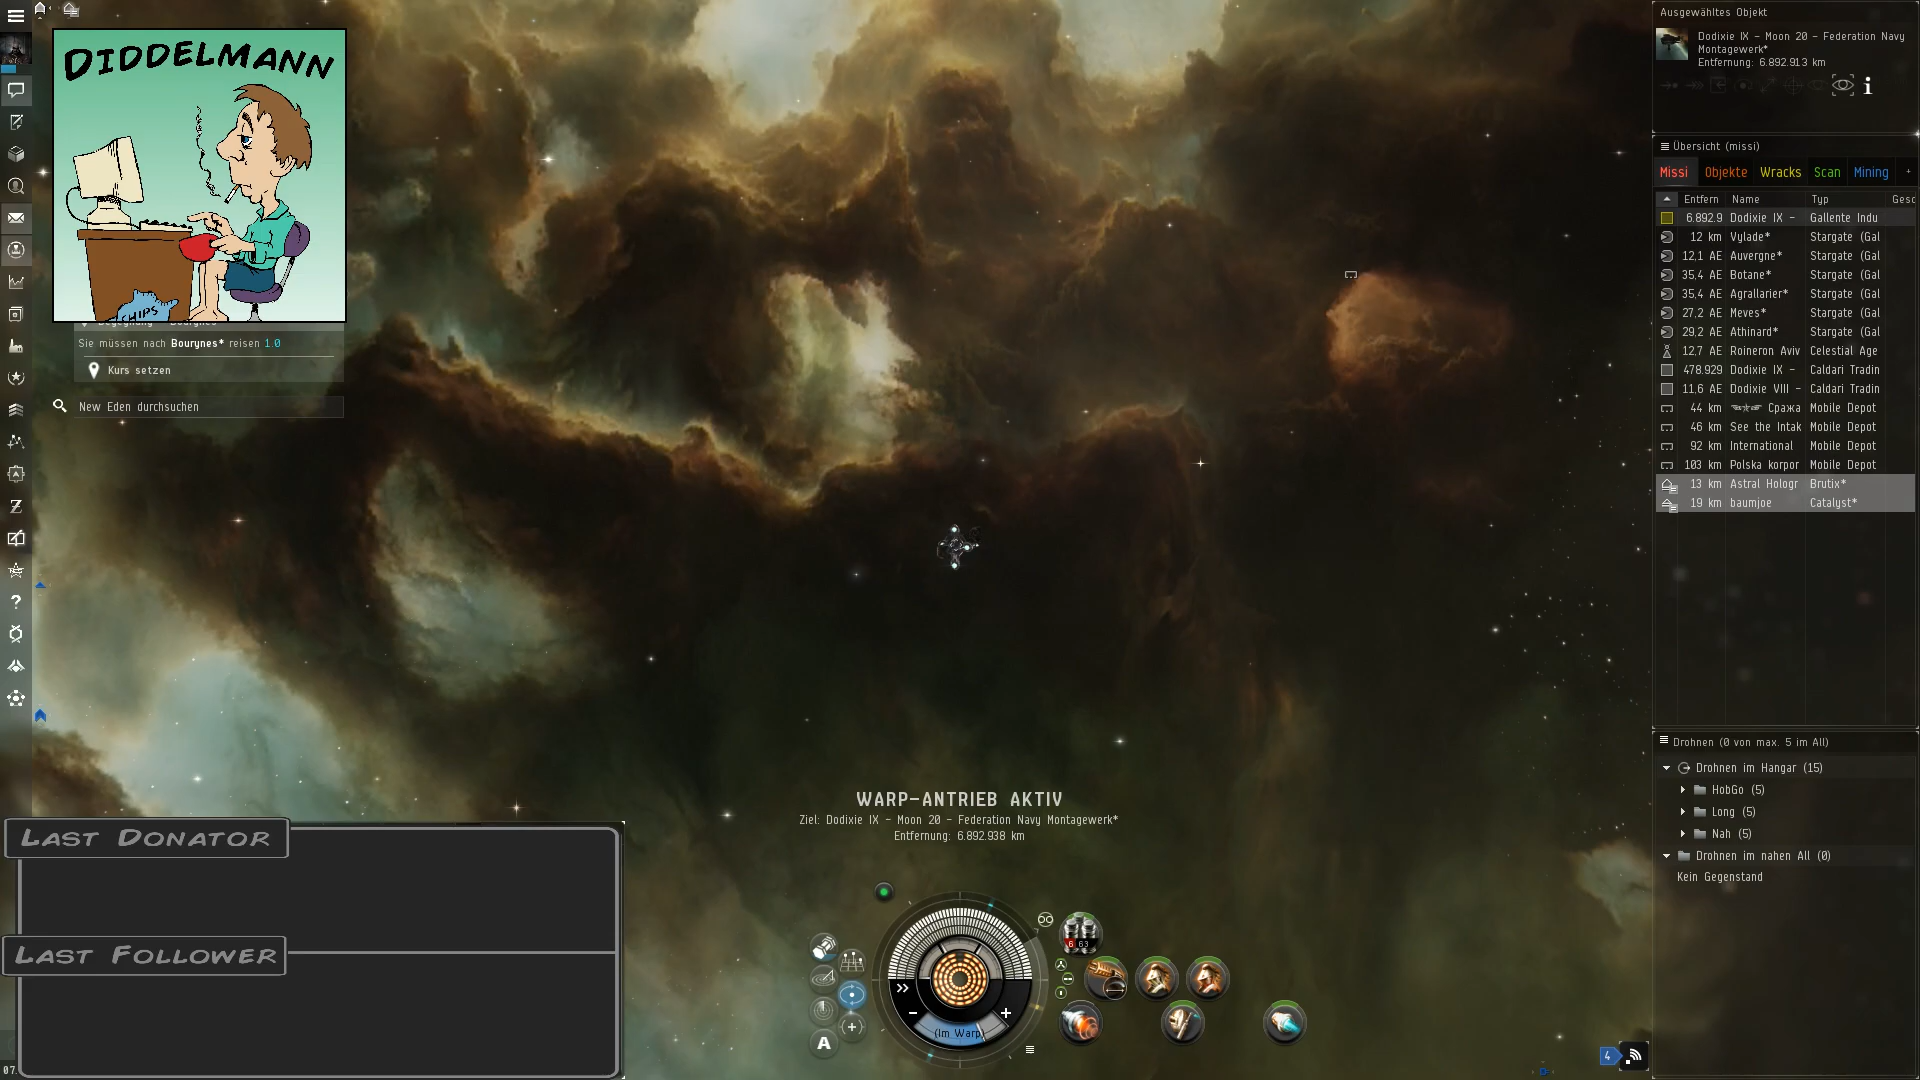 DIDDELMANN
CHIPS
Sie müssen nach Bourynes* reisen 1.0
Kurs setzen
New Eden durchsuchen
Ausgewähltes Objekt
Dodixie IX - Moon 20 - Federation Navy
Montagewerk*
Entfernung: 6.892.913 km
Übersicht (missi)
Missi Objekte Wracks Scan Mining +
Entfern Name Typ Gesc
6.892.9 Dodixie IX - Gallente Indu
12 km Vylade* Stargate (Gal
12,1 AE Auvergne* Stargate (Gal
35,4 AE Botane* Stargate (Gal
35,4 AE Agrallarier* Stargate (Gal
27,2 AE Meves* Stargate (Gal
29,2 AE Athinard* Stargate (Gal
12,7 AE Roineron Aviv Celestial Age
478.929 Dodixie IX - Caldari Tradin
11,6 AE Dodixie VIII - Caldari Tradin
44 km Сража Mobile Depot
46 km See the Intak Mobile Depot
92 km International Mobile Depot
103 km Polska korpor Mobile Depot
13 km Astral Hologr Brutix*
19 km baumjoe Catalyst*
Drohnen (0 von max. 5 im All)
Drohnen im Hangar (15)
HobGo (5)
Long (5)
Nah (5)
Drohnen im nahen All (0)
Kein Gegenstand
WARP-ANTRIEB AKTIV
Ziel: Dodixie IX - Moon 20 - Federation Navy Montagewerk*
Entfernung: 6.892.938 km
LAST DONATOR
LAST FOLLOWER
(Im Warp)
A
6 63
4
07.